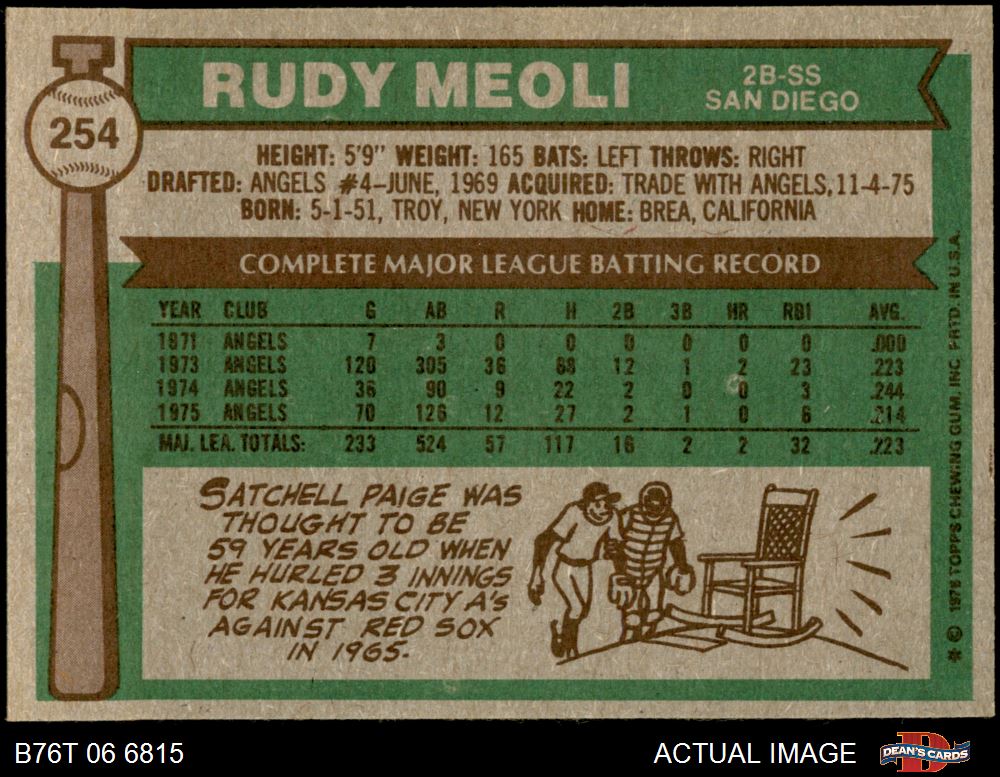 254
RUDY MEOLI
2B-SS
SAN DIEGO
HEIGHT: 5'9" WEIGHT: 165 BATS: LEFT THROWS: RIGHT
DRAFTED: ANGELS #4-JUNE, 1969 ACQUIRED: TRADE WITH ANGELS, 11-4-75
BORN: 5-1-51, TROY, NEW YORK HOME: BREA, CALIFORNIA
COMPLETE MAJOR LEAGUE BATTING RECORD
YEAR CLUB G AB R H 2B 3B HR RBI AVG.
1971 ANGELS 7 3 0 0 0 0 0 0 .000
1973 ANGELS 120 305 36 68 12 1 2 23 .223
1974 ANGELS 36 90 9 22 2 0 0 3 .244
1975 ANGELS 70 126 12 27 2 1 0 6 .214
MAJ. LEA. TOTALS: 233 524 57 117 16 2 2 32 .223
SATCHELL PAIGE WAS
THOUGHT TO BE
59 YEARS OLD WHEN
HE HURLED 3 INNINGS
FOR KANSAS CITY A's
AGAINST RED SOX
IN 1965.
* © 1976 TOPPS CHEWING GUM, INC. PRTD. IN U.S.A.
B76T 06 6815
ACTUAL IMAGE
DEAN'S CARDS